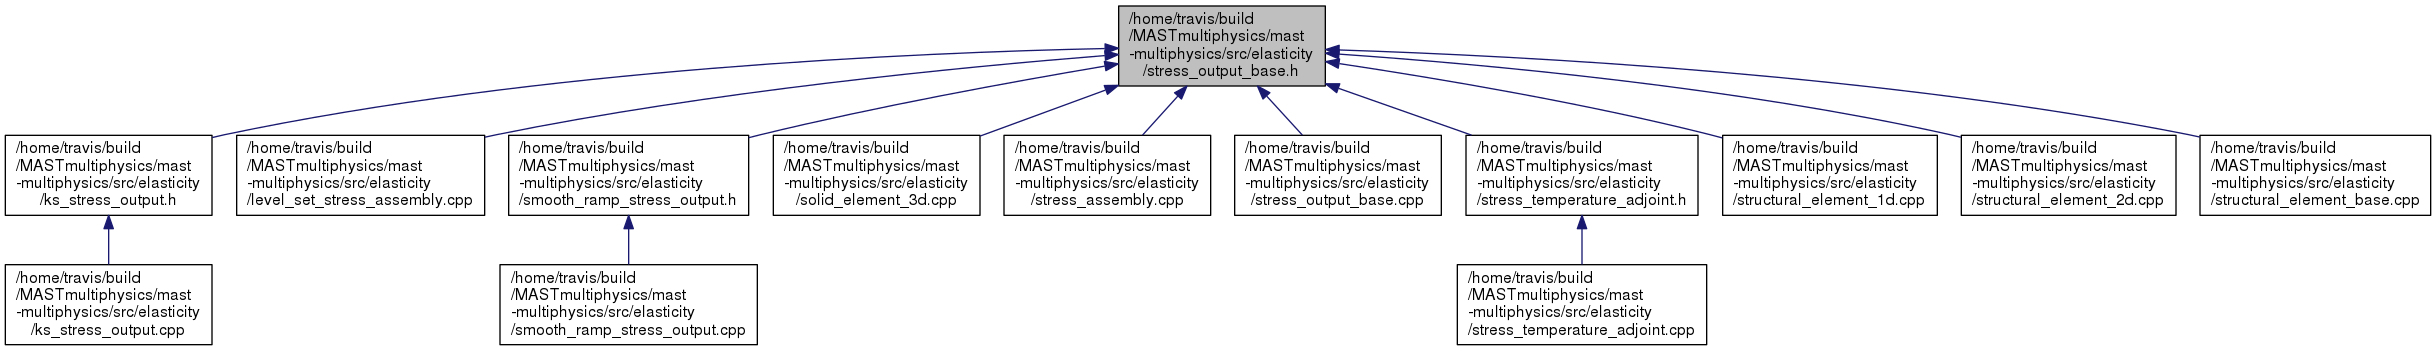 /home/travis/build
/MASTmultiphysics/mast
-multiphysics/src/elasticity
/stress_output_base.h
/home/travis/build
/MASTmultiphysics/mast
-multiphysics/src/elasticity
/ks_stress_output.h
/home/travis/build
/MASTmultiphysics/mast
-multiphysics/src/elasticity
/level_set_stress_assembly.cpp
/home/travis/build
/MASTmultiphysics/mast
-multiphysics/src/elasticity
/smooth_ramp_stress_output.h
/home/travis/build
/MASTmultiphysics/mast
-multiphysics/src/elasticity
/solid_element_3d.cpp
/home/travis/build
/MASTmultiphysics/mast
-multiphysics/src/elasticity
/stress_assembly.cpp
/home/travis/build
/MASTmultiphysics/mast
-multiphysics/src/elasticity
/stress_output_base.cpp
/home/travis/build
/MASTmultiphysics/mast
-multiphysics/src/elasticity
/stress_temperature_adjoint.h
/home/travis/build
/MASTmultiphysics/mast
-multiphysics/src/elasticity
/structural_element_1d.cpp
/home/travis/build
/MASTmultiphysics/mast
-multiphysics/src/elasticity
/structural_element_2d.cpp
/home/travis/build
/MASTmultiphysics/mast
-multiphysics/src/elasticity
/structural_element_base.cpp
/home/travis/build
/MASTmultiphysics/mast
-multiphysics/src/elasticity
/ks_stress_output.cpp
/home/travis/build
/MASTmultiphysics/mast
-multiphysics/src/elasticity
/smooth_ramp_stress_output.cpp
/home/travis/build
/MASTmultiphysics/mast
-multiphysics/src/elasticity
/stress_temperature_adjoint.cpp